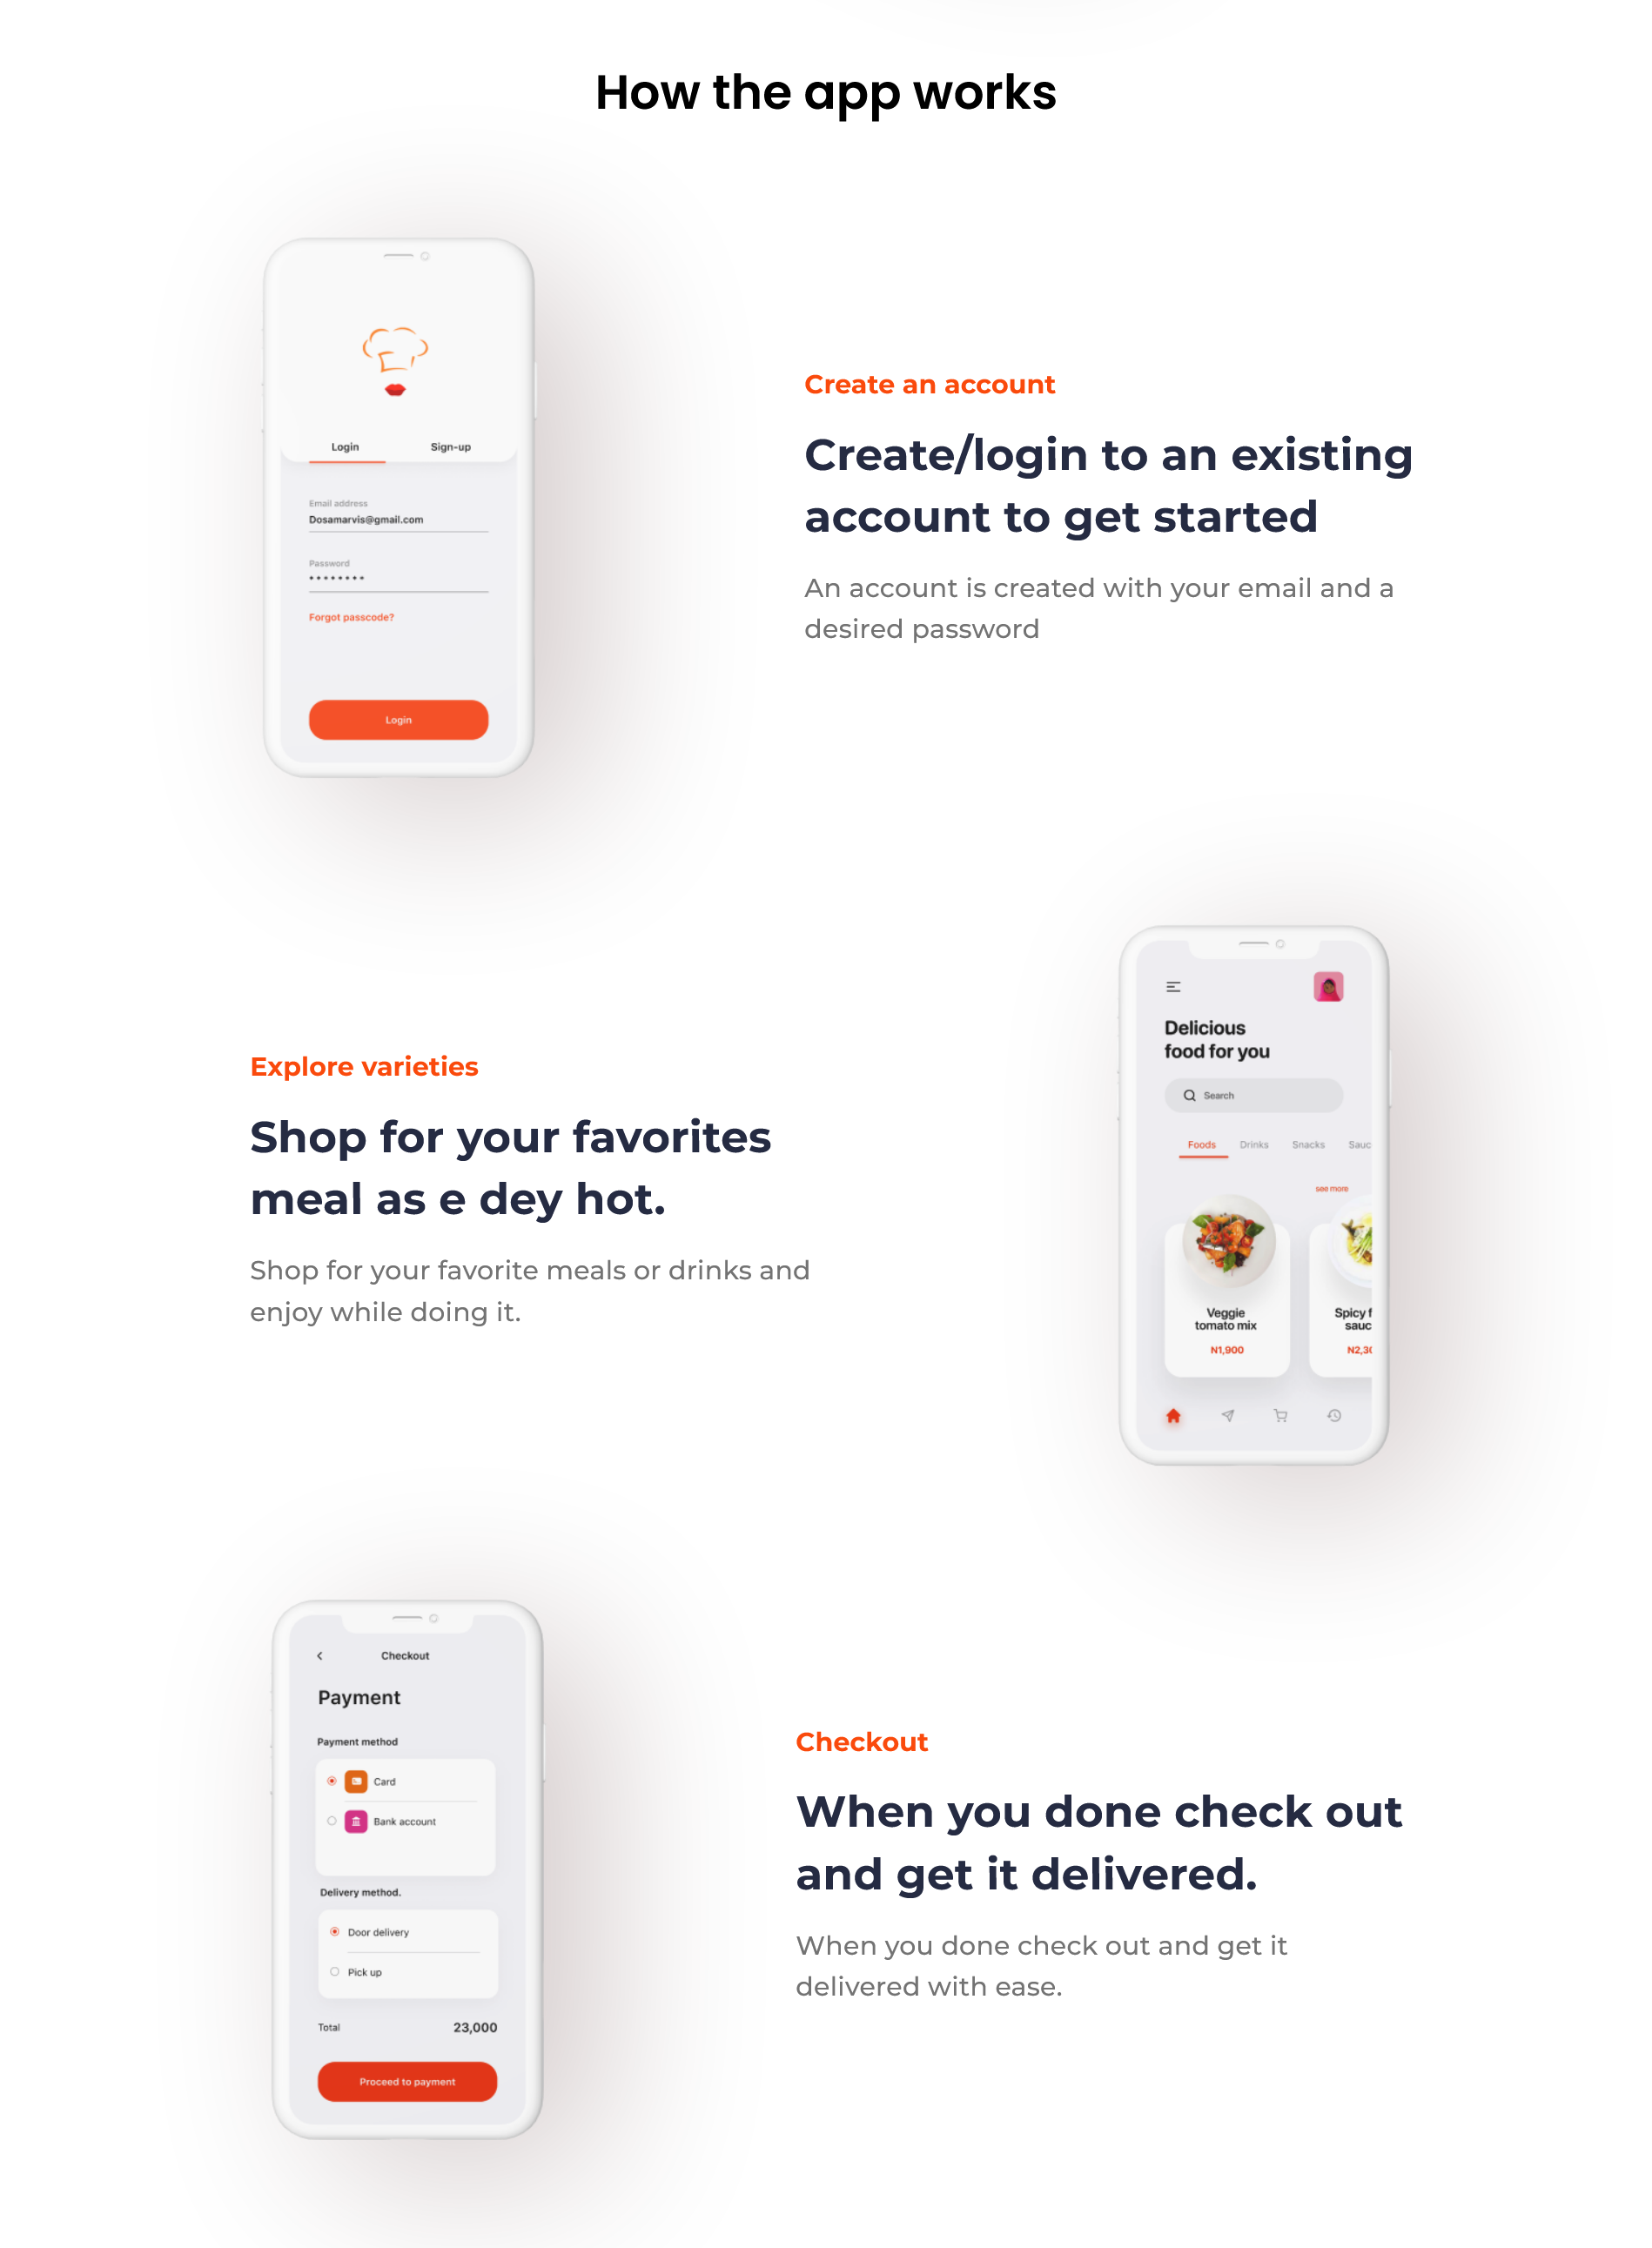 How the app works
Login Sign-up
Email address
Dosamarvis@gmail.com
Password
Forgot passcode?
Login
Create an account
Create/login to an existing
account to get started
An account is created with your email and a
desired password
Explore varieties
Shop for your favorites
meal as e dey hot.
Shop for your favorite meals or drinks and
enjoy while doing it.
Delicious
food for you
Search
Foods Drinks Snacks Sauc
see more
Veggie
tomato mix
N1,900
Spicy f
sauc
N2,30
Checkout
Payment
Payment method
Card
Bank account
Delivery method.
Door delivery
Pick up
Total 23,000
Proceed to payment
Checkout
When you done check out
and get it delivered.
When you done check out and get it
delivered with ease.